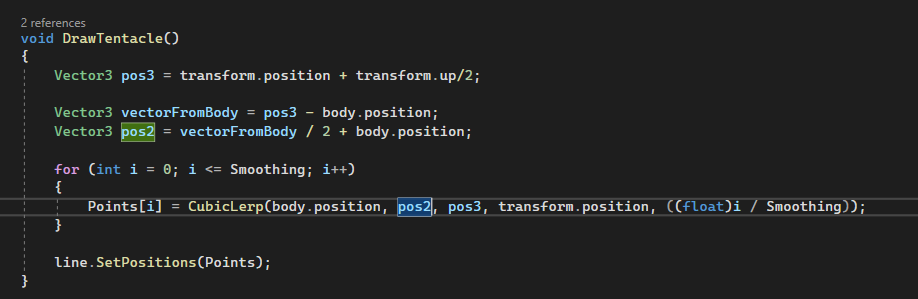 2 references
void DrawTentacle()
{
    Vector3 pos3 = transform.position + transform.up/2;

    Vector3 vectorFromBody = pos3 - body.position;
    Vector3 pos2 = vectorFromBody / 2 + body.position;

    for (int i = 0; i <= Smoothing; i++)
    {
        Points[i] = CubicLerp(body.position, pos2, pos3, transform.position, ((float)i / Smoothing));
    }

    line.SetPositions(Points);
}